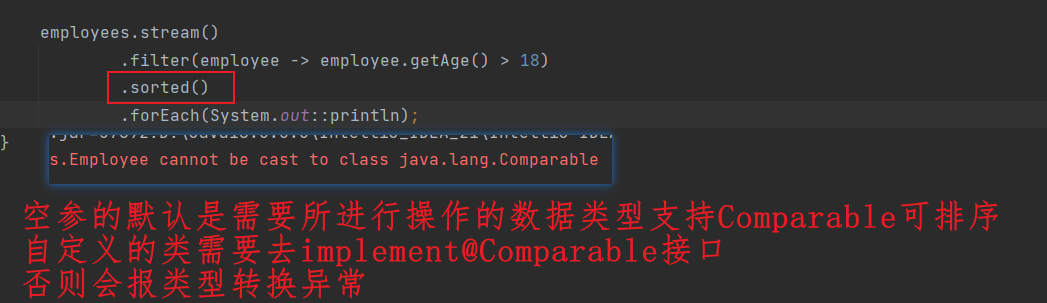 employees.stream()
.filter(employee -> employee.getAge() > 18)
.sorted()
.forEach(System.out::println);
}
s.Employee cannot be cast to class java.lang.Comparable
空参的默认是需要所进行操作的数据类型支持Comparable可排序
自定义的类需要去implement@Comparable接口
否则会报类型转换异常